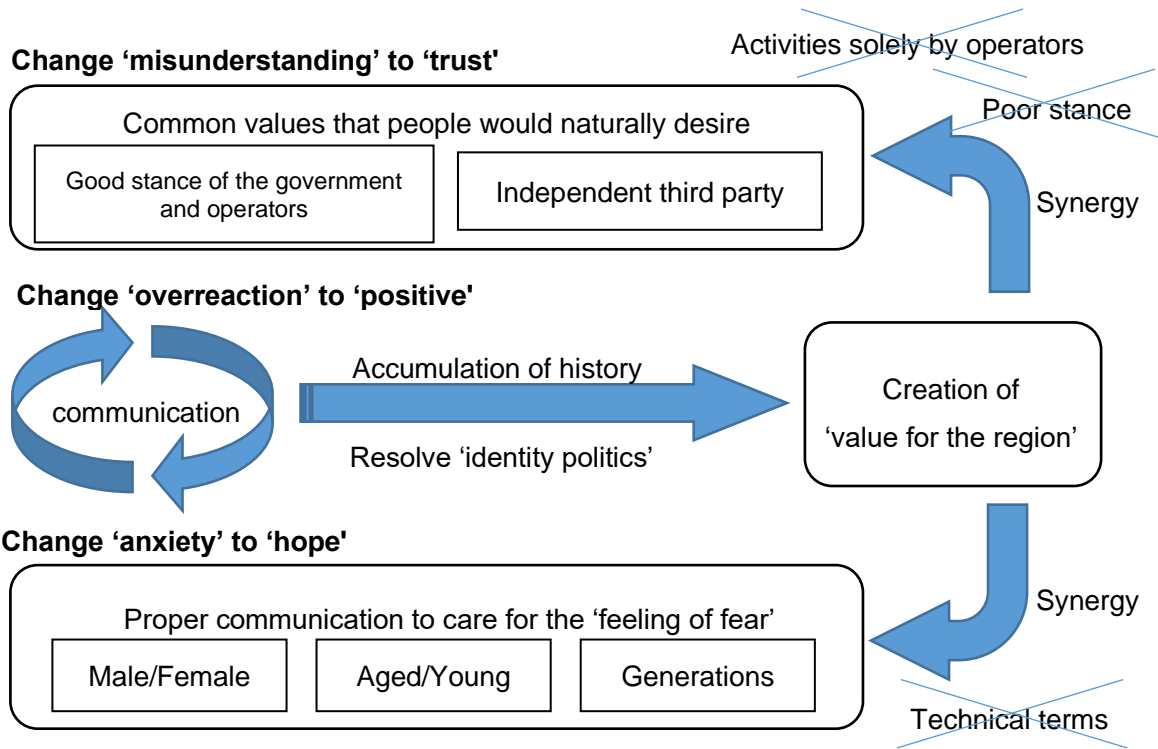 Activities solely by operators
Change ‘misunderstanding’ to ‘trust'
Poor stance
Common values that people would naturally desire
Good stance of the government
and operators
Independent third party
Synergy
Change ‘overreaction’ to ‘positive'
communication
Accumulation of history
Resolve ‘identity politics’
Creation of
‘value for the region’
Change ‘anxiety’ to ‘hope'
Proper communication to care for the ‘feeling of fear’
Male/Female
Aged/Young
Generations
Synergy
Technical terms